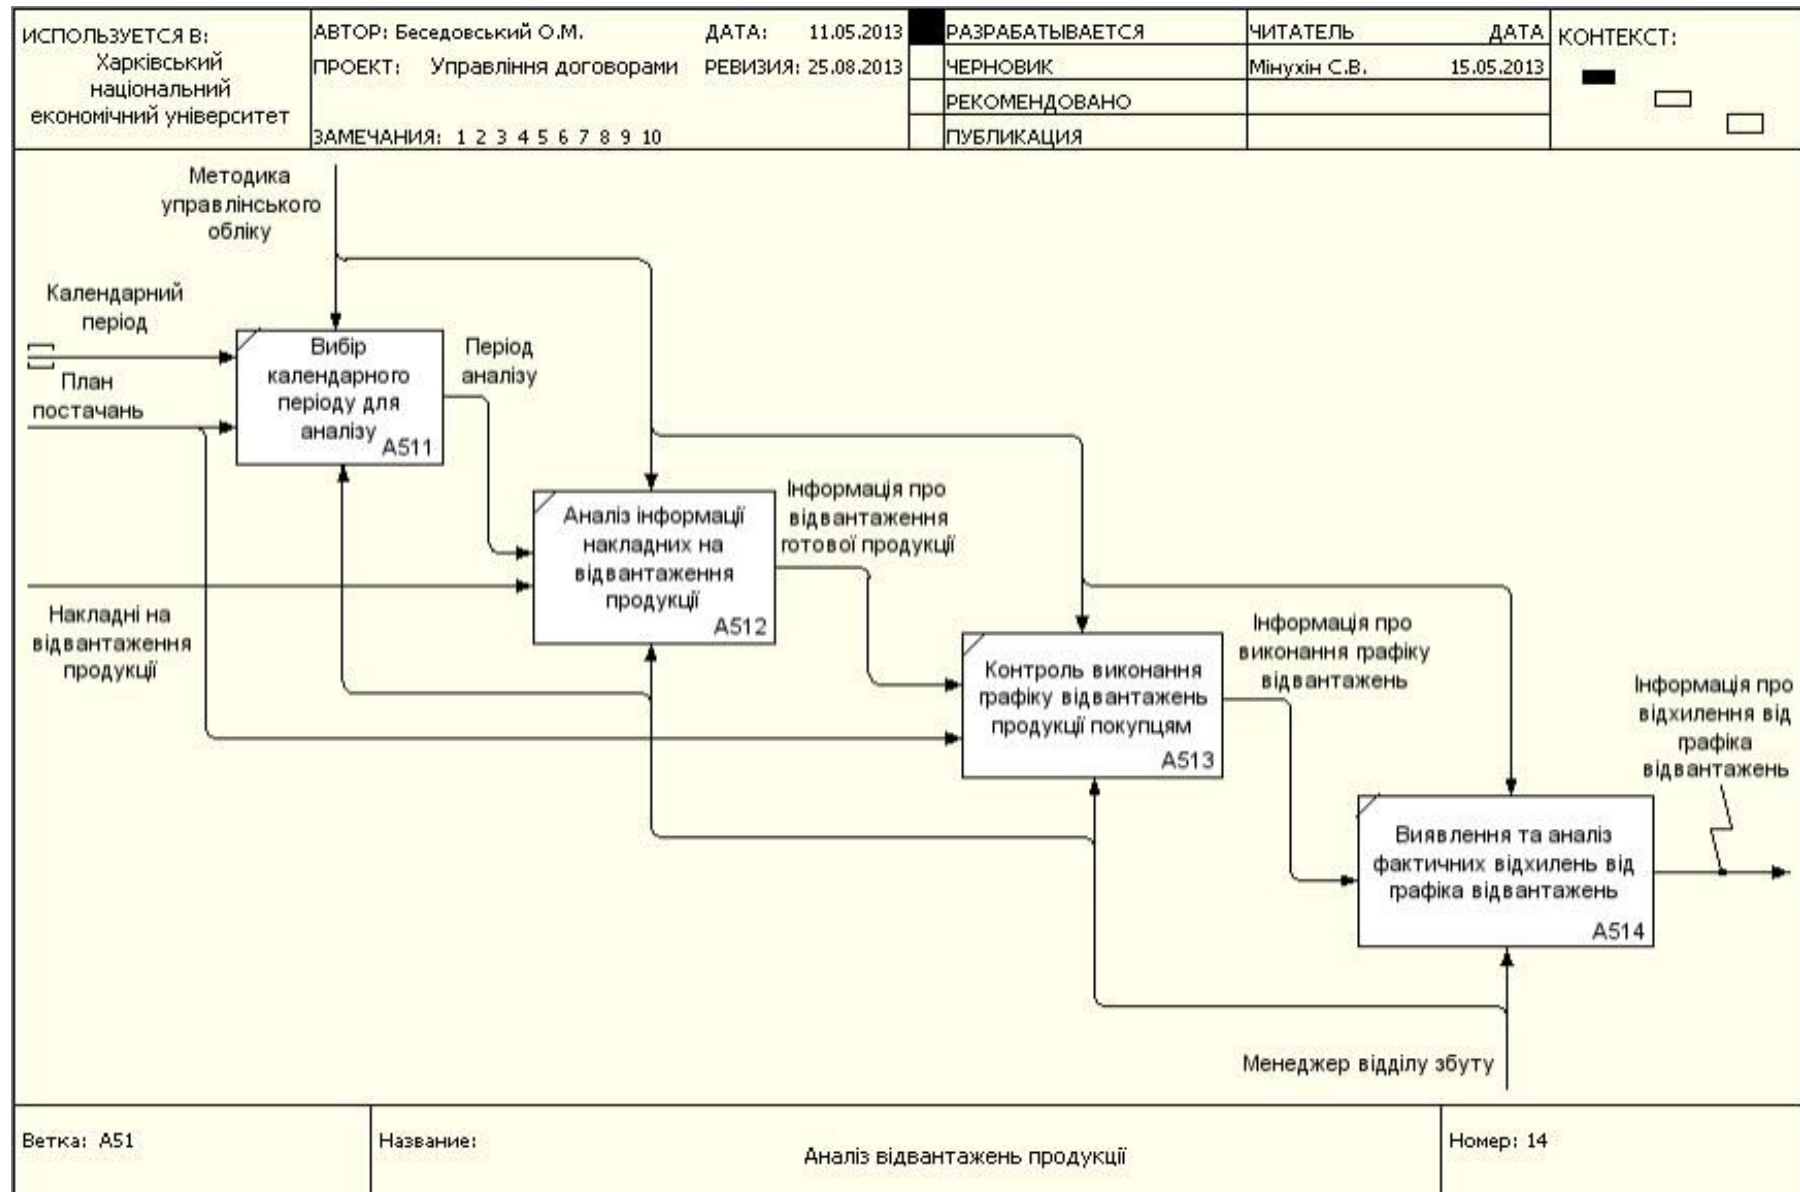 ИСПОЛЬЗУЕТСЯ В:
Харківський
національний
економічний університет
АВТОР: Беседовський О.М.
ДАТА: 11.05.2013
ПРОЕКТ: Управління договорами
РЕВИЗИЯ: 25.08.2013
ЗАМЕЧАНИЯ: 1 2 3 4 5 6 7 8 9 10
РАЗРАБАТЫВАЕТСЯ
ЧЕРНОВИК
РЕКОМЕНДОВАНО
ПУБЛИКАЦИЯ
ЧИТАТЕЛЬ ДАТА
Мінухін С.В. 15.05.2013
КОНТЕКСТ:
Методика
управлінського
обліку
Календарний
період
План
постачань
Вибір
календарного
періоду для
аналізу
A511
Період
аналізу
Аналіз інформації
накладних на
відвантаження
продукції
A512
Інформація про
відвантаження
готової продукції
Накладні на
відвантаження
продукції
Контроль виконання
графіку відвантажень
продукції покупцям
A513
Інформація про
виконання графіку
відвантажень
Інформація про
відхилення від
графіка
відвантажень
Виявлення та аналіз
фактичних відхилень від
графіка відвантажень
A514
Менеджер відділу збуту
Ветка: A51
Название:
Аналіз відвантажень продукції
Номер: 14